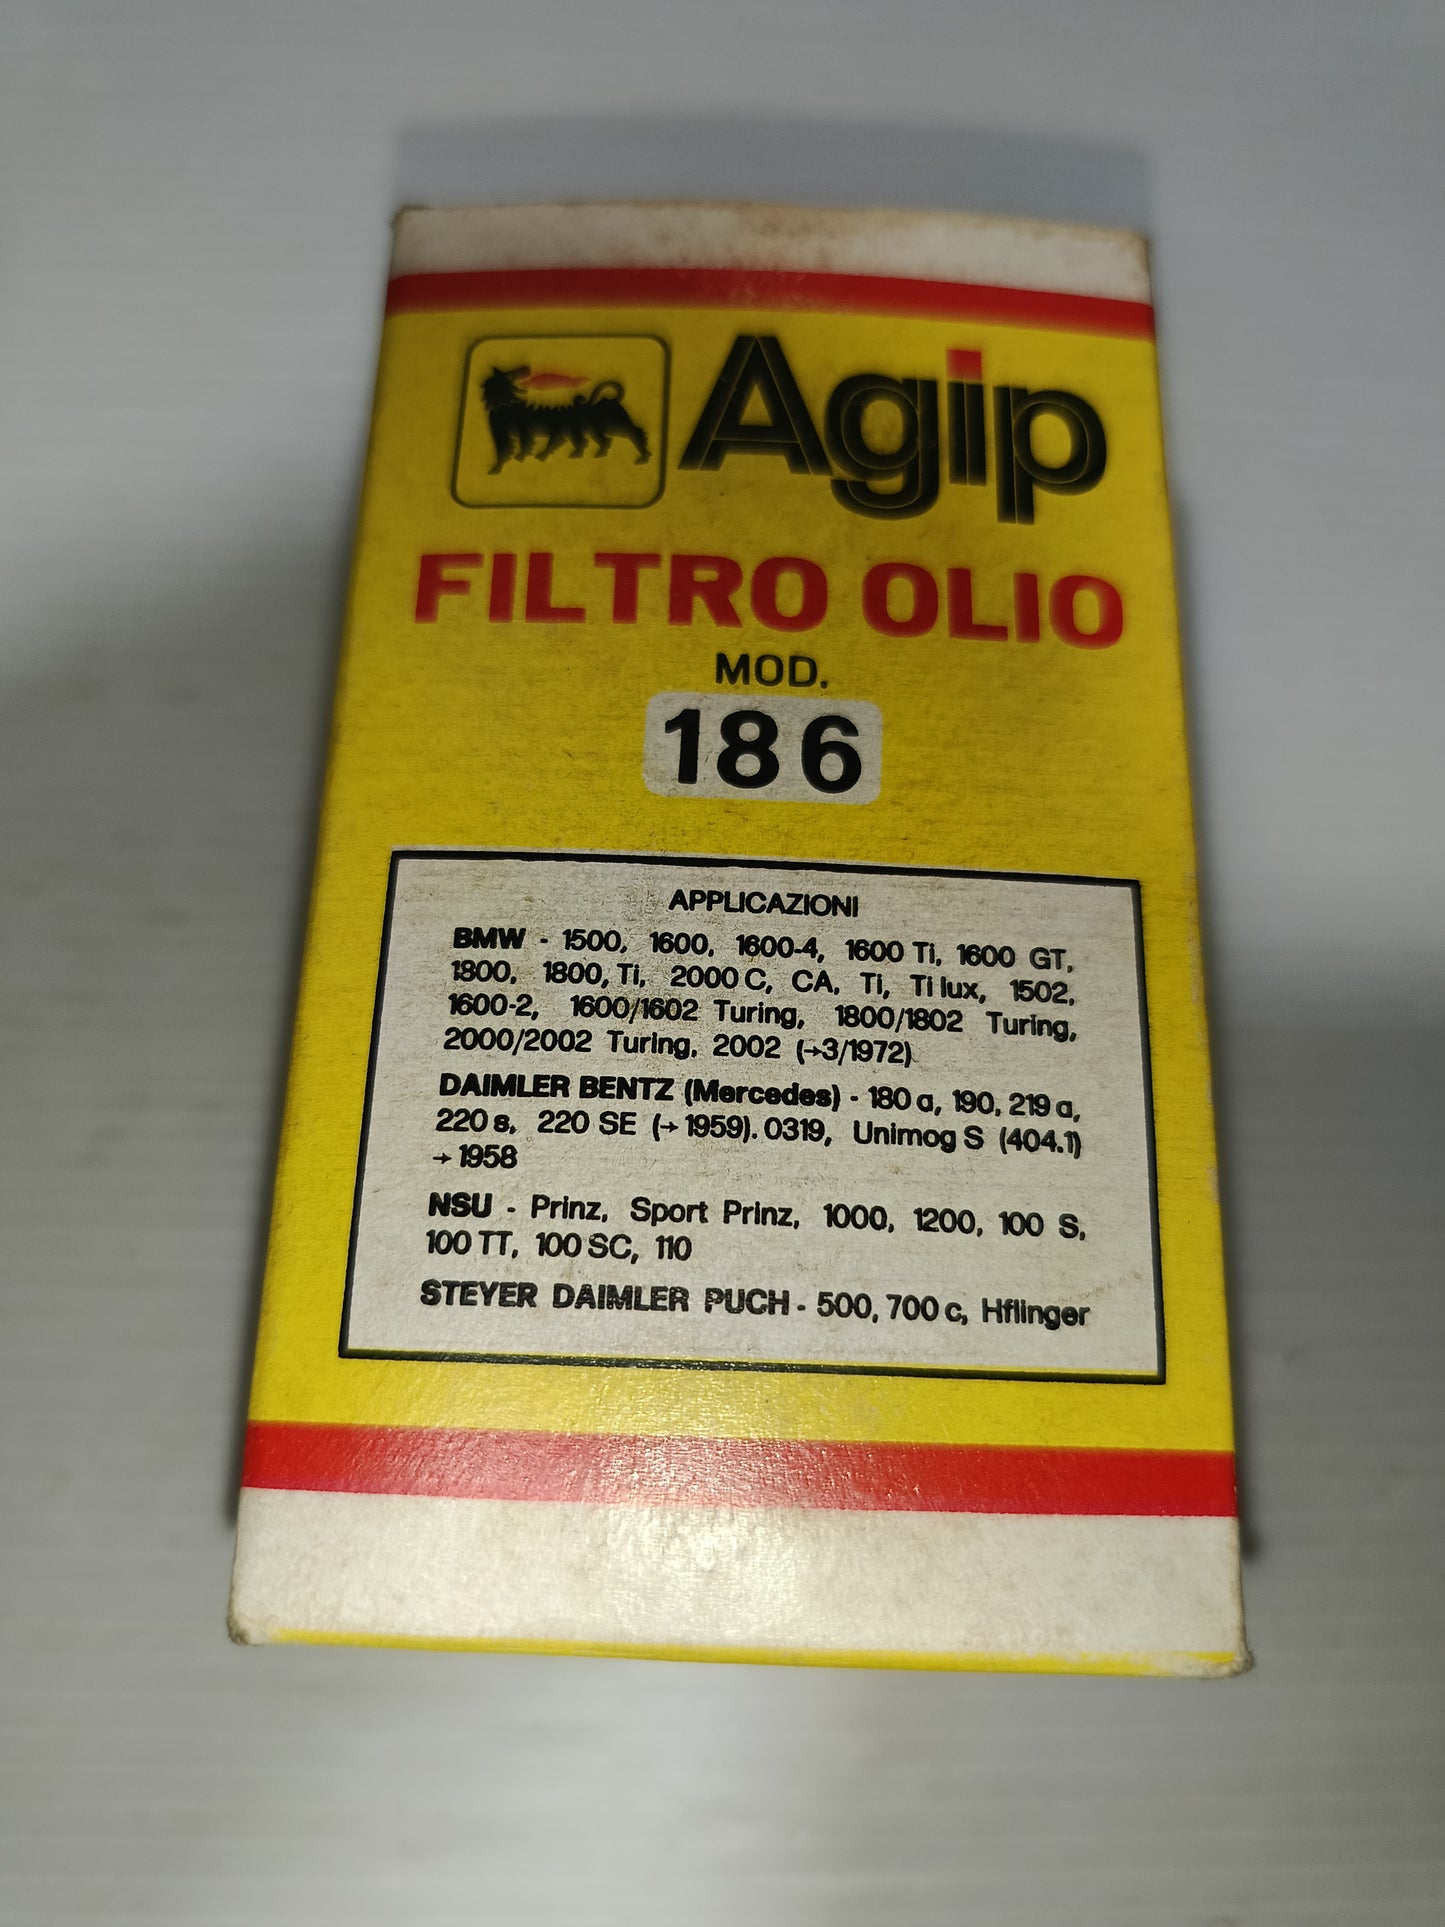 Agip
FILTRO OLIO
MOD.
186
APPLICAZIONI
BMW - 1500, 1600, 1600-4, 1600 Ti, 1600 GT,
1800, 1800, Ti, 2000 C, CA, Ti, Ti lux, 1502,
1600-2, 1600/1602 Turing, 1800/1802 Turing,
2000/2002 Turing, 2002 (→3/1972)
DAIMLER BENTZ (Mercedes) - 180 a, 190, 219 a,
220 s, 220 SE (→ 1959). 0319, Unimog S (404.1)
→ 1958
NSU - Prinz, Sport Prinz, 1000, 1200, 100 S,
100 TT, 100 SC, 110
STEYER DAIMLER PUCH - 500, 700 c, Hflinger